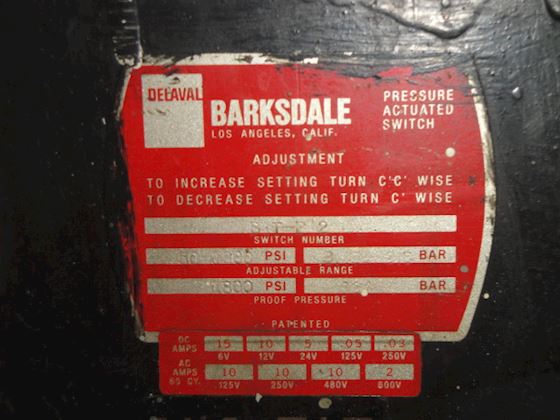 DELAVAL
BARKSDALE
LOS ANGELES, CALIF.
PRESSURE
ACTUATED
SWITCH
ADJUSTMENT
TO INCREASE SETTING TURN C'C' WISE
TO DECREASE SETTING TURN C' WISE
SWITCH NUMBER
PSI BAR
ADJUSTABLE RANGE
PSI BAR
PROOF PRESSURE
PATENTED
DC AMPS 15 10 5 .05 .03
6V 12V 24V 125V 250V
AC AMPS 60 CY. 10 10 10 2
125V 250V 480V 600V